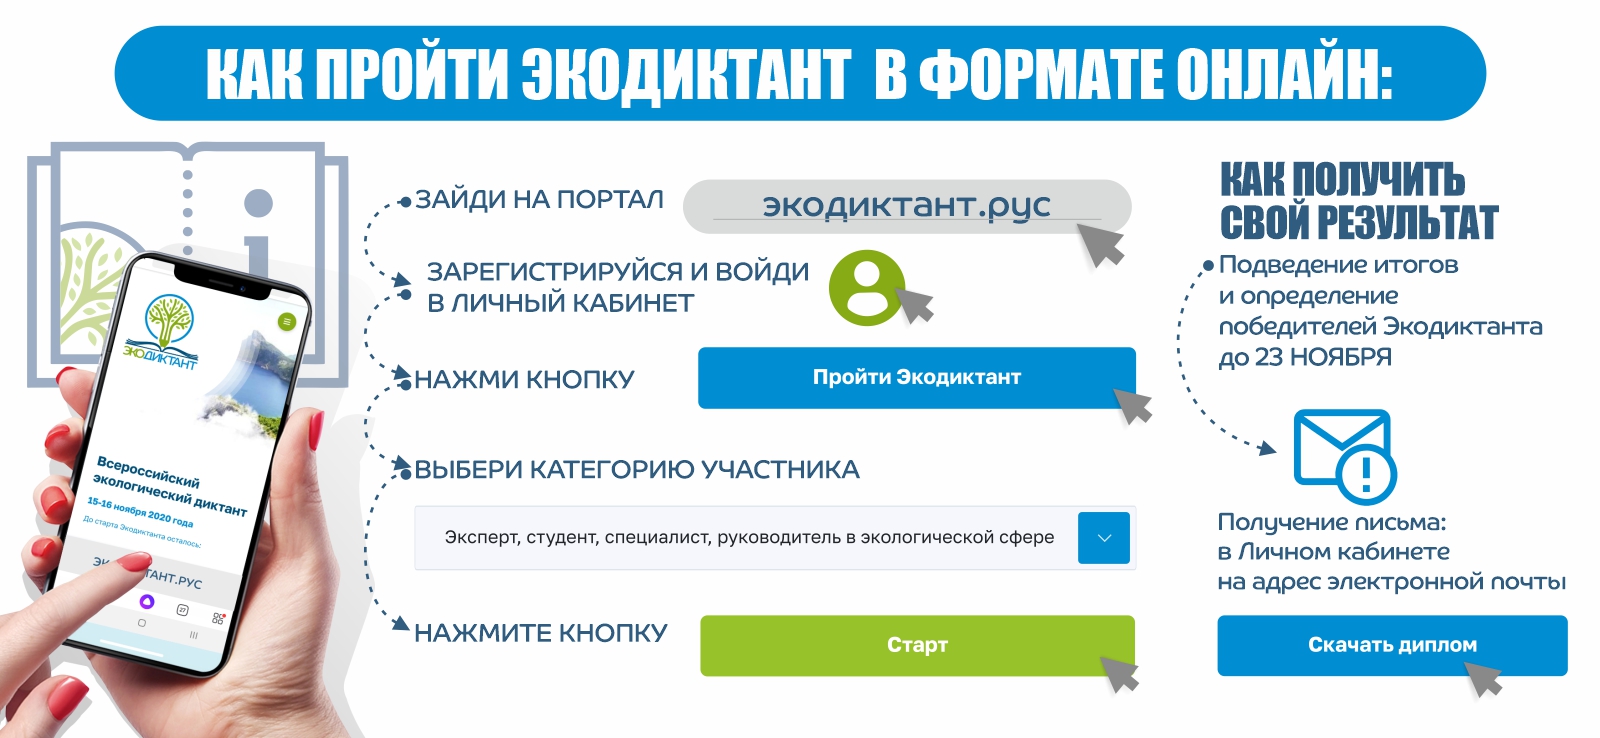 КАК ПРОЙТИ ЭКОДИКТАНТ В ФОРМАТЕ ОНЛАЙН:
ЗАЙДИ НА ПОРТАЛ
экодиктант.рус
ЗАРЕГИСТРИРУЙСЯ И ВОЙДИ
В ЛИЧНЫЙ КАБИНЕТ
НАЖМИ КНОПКУ
Пройти Экодиктант
ВЫБЕРИ КАТЕГОРИЮ УЧАСТНИКА
Эксперт, студент, специалист, руководитель в экологической сфере
НАЖМИТЕ КНОПКУ
Старт
КАК ПОЛУЧИТЬ
СВОЙ РЕЗУЛЬТАТ
Подведение итогов
и определение
победителей Экодиктанта
до 23 НОЯБРЯ
Получение письма:
в Личном кабинете
на адрес электронной почты
Скачать диплом
ЭКОДИКТАНТ
Всероссийский
экологический диктант
15-16 ноября 2020 года
До старта Экодиктанта осталось:
ТАНТ.РУС
27